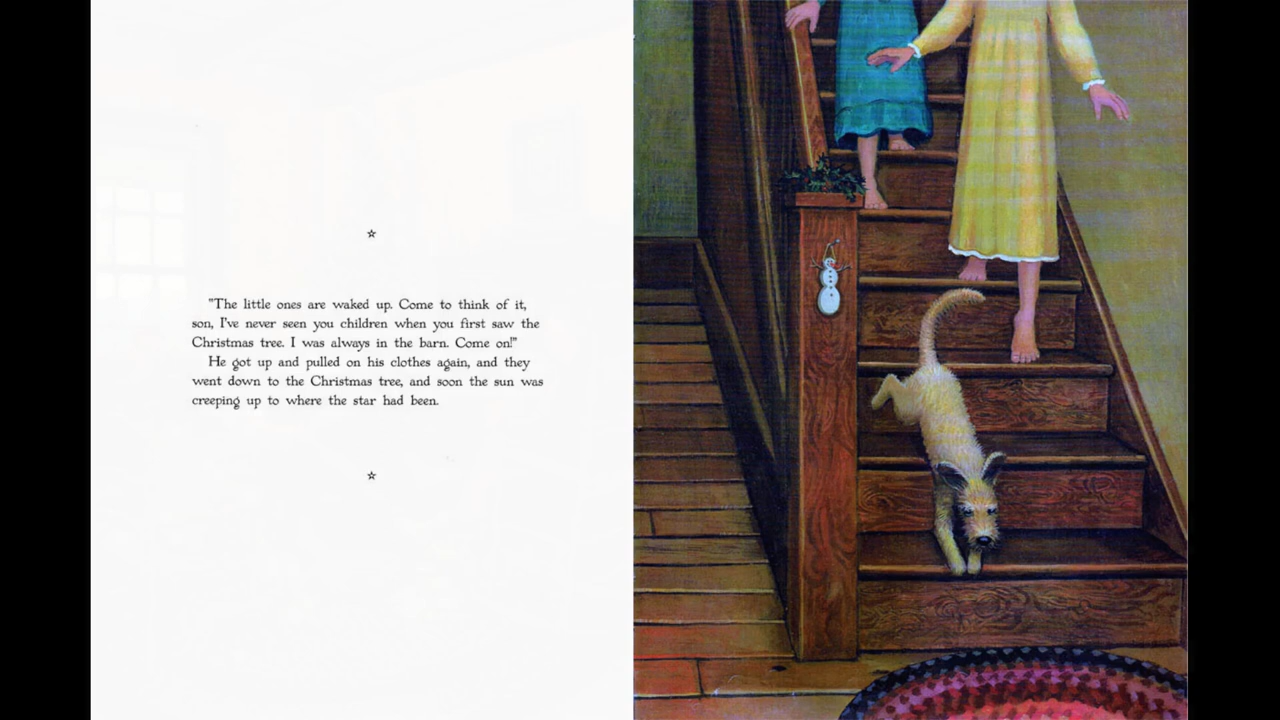 "The little ones are waked up. Come to think of it,
son, I've never seen you children when you first saw the
Christmas tree. I was always in the barn. Come on!"
He got up and pulled on his clothes again, and they
went down to the Christmas tree, and soon the sun was
creeping up to where the star had been.